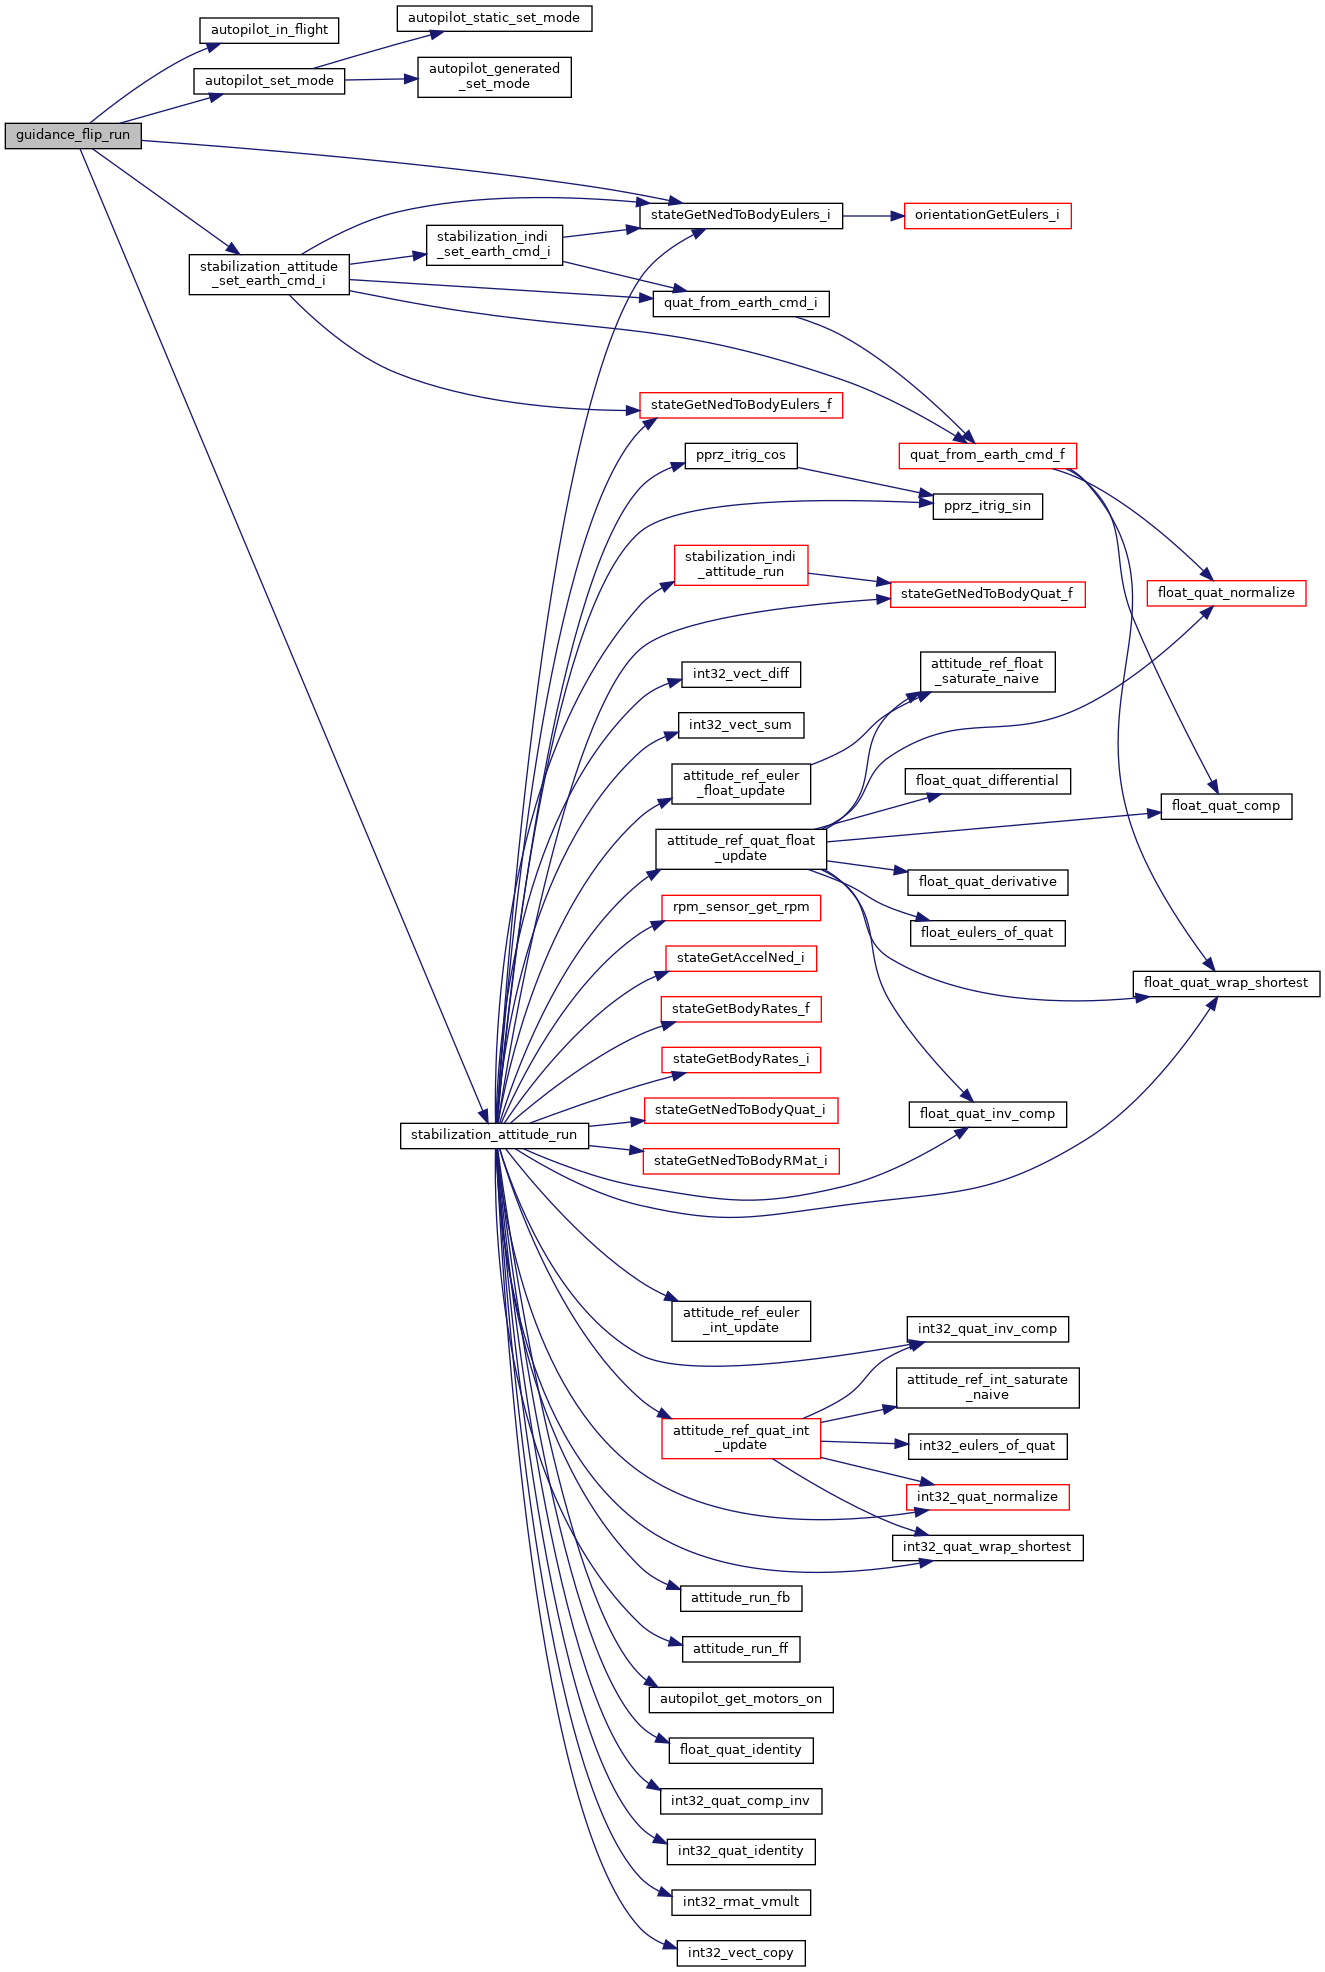 autopilot_static_set_mode
autopilot_in_flight
autopilot_generated
_set_mode
autopilot_set_mode
guidance_flip_run
stateGetNedToBodyEulers_i
orientationGetEulers_i
stabilization_indi
_set_earth_cmd_i
stabilization_attitude
_set_earth_cmd_i
quat_from_earth_cmd_i
stateGetNedToBodyEulers_f
pprz_itrig_cos
quat_from_earth_cmd_f
pprz_itrig_sin
stabilization_indi
_attitude_run
stateGetNedToBodyQuat_f
float_quat_normalize
int32_vect_diff
attitude_ref_float
_saturate_naive
int32_vect_sum
attitude_ref_euler
_float_update
float_quat_differential
float_quat_comp
attitude_ref_quat_float
_update
float_quat_derivative
rpm_sensor_get_rpm
float_eulers_of_quat
stateGetAccelNed_i
float_quat_wrap_shortest
stateGetBodyRates_f
stateGetBodyRates_i
stateGetNedToBodyQuat_i
float_quat_inv_comp
stabilization_attitude_run
stateGetNedToBodyRMat_i
attitude_ref_euler
_int_update
int32_quat_inv_comp
attitude_ref_int_saturate
_naive
attitude_ref_quat_int
_update
int32_eulers_of_quat
int32_quat_normalize
int32_quat_wrap_shortest
attitude_run_fb
attitude_run_ff
autopilot_get_motors_on
float_quat_identity
int32_quat_comp_inv
int32_quat_identity
int32_rmat_vmult
int32_vect_copy